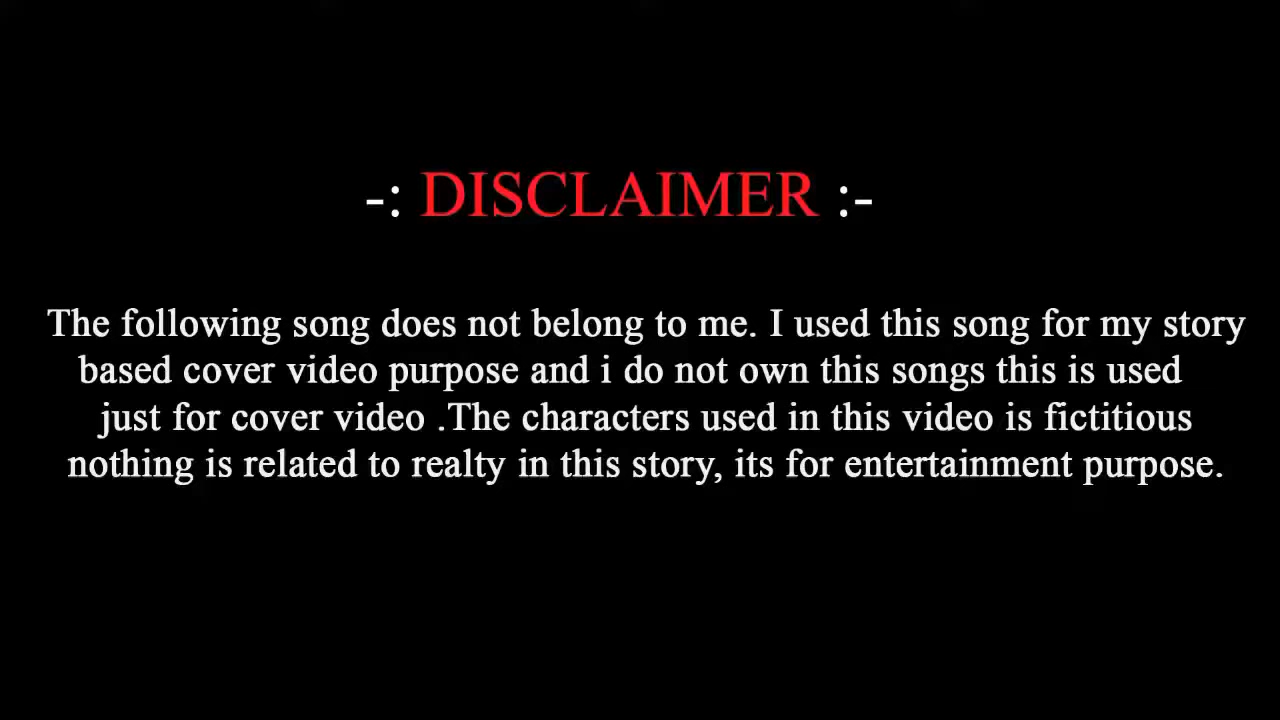 -: DISCLAIMER :-
The following song does not belong to me. I used this song for my story
based cover video purpose and i do not own this songs this is used
just for cover video .The characters used in this video is fictitious
nothing is related to realty in this story, its for entertainment purpose.